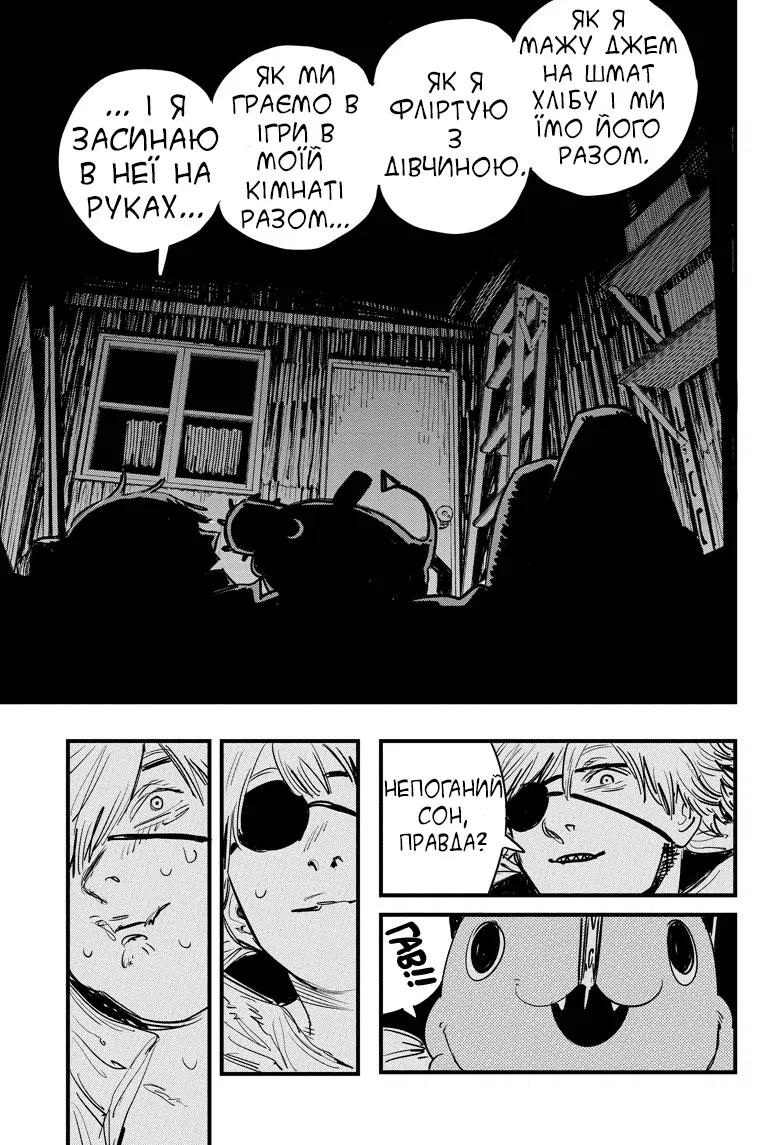 ЯК Я
МАЖУ ДЖЕМ
НА ШМАТ
ХЛІБУ І МИ
ЇМО ЙОГО
РАЗОМ.
ЯК Я
ФЛІРТУЮ
З
ДІВЧИНОЮ.
ЯК МИ
ГРАЄМО В
ІГРИ В
МОЇЙ
КІМНАТІ
РАЗОМ...
... І Я
ЗАСИНАЮ
В НЕЇ НА
РУКАХ...
НЕПОГАНИЙ
СОН,
ПРАВДА?
ГАВ!!